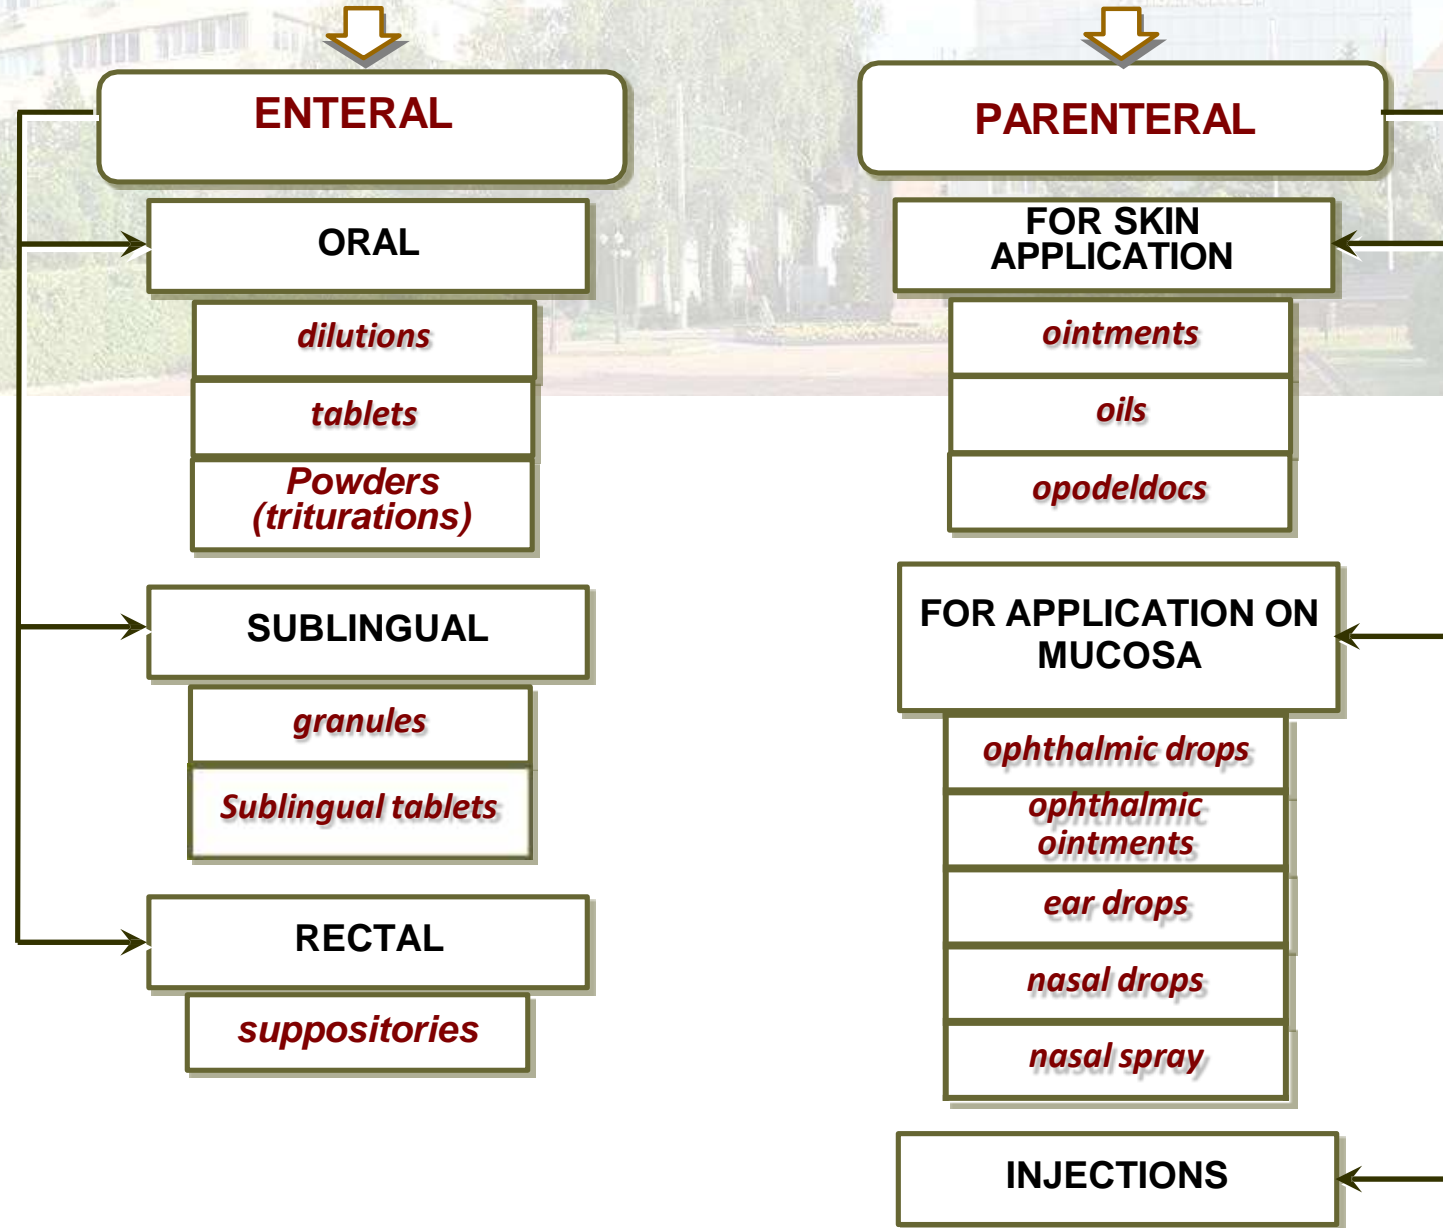 ENTERAL
ORAL
dilutions
tablets
Powders
(triturations)
SUBLINGUAL
granules
Sublingual tablets
RECTAL
suppositories
PARENTERAL
FOR SKIN
APPLICATION
ointments
oils
opodeldocs
FOR APPLICATION ON
MUCOSA
ophthalmic drops
ophthalmic
ointments
ear drops
nasal drops
nasal spray
INJECTIONS